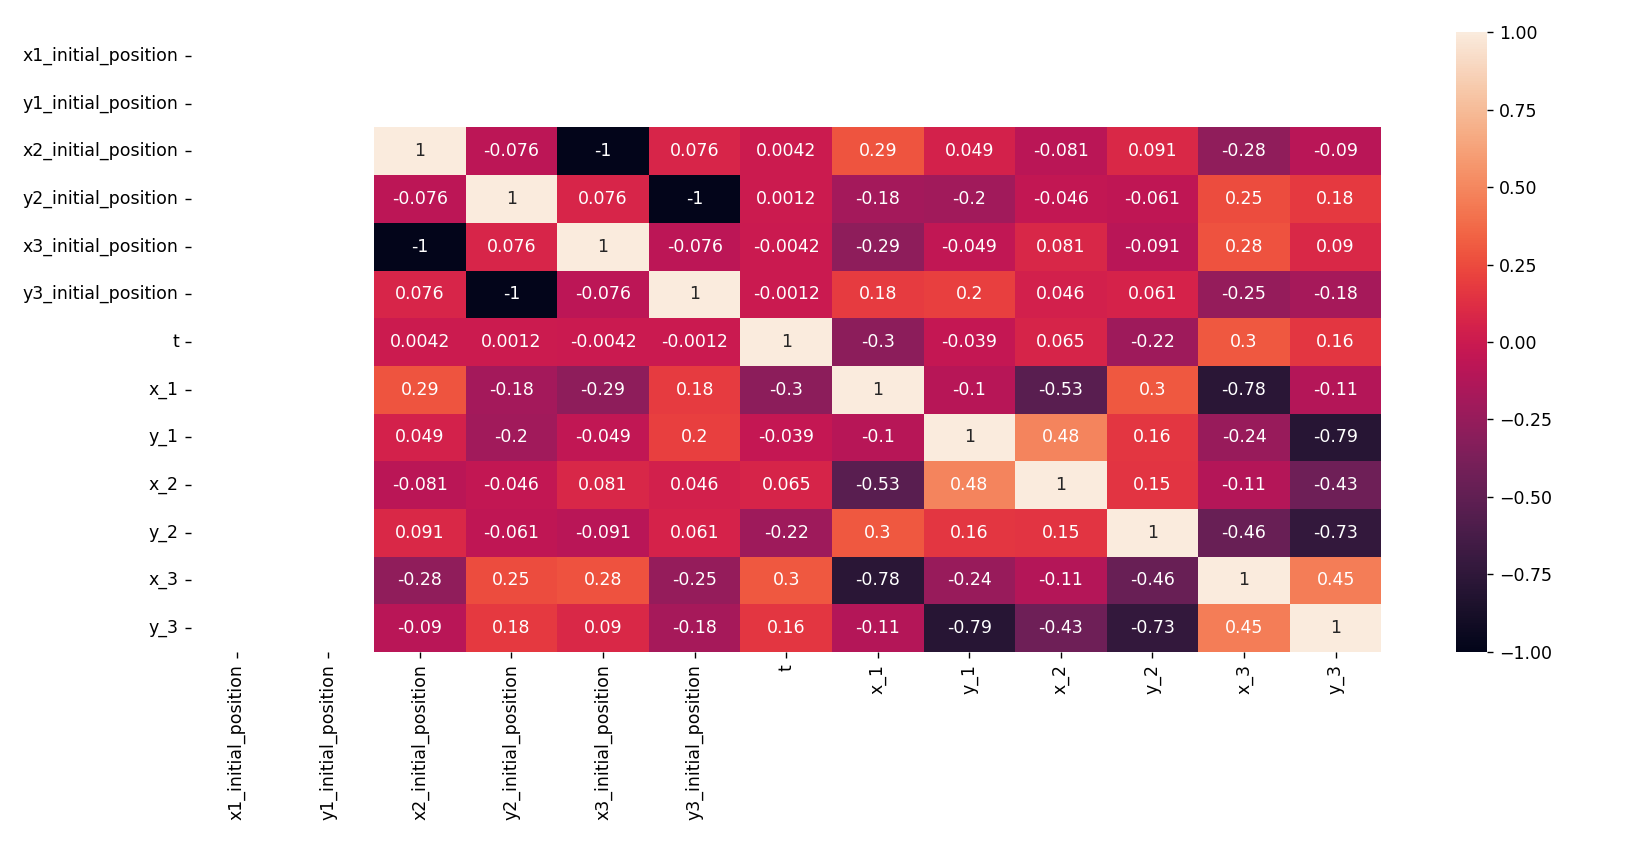 x1_initial_position
y1_initial_position
x2_initial_position 1 -0.076 -1 0.076 0.0042 0.29 0.049 -0.081 0.091 -0.28 -0.09
y2_initial_position -0.076 1 0.076 -1 0.0012 -0.18 -0.2 -0.046 -0.061 0.25 0.18
x3_initial_position -1 0.076 1 -0.076 -0.0042 -0.29 -0.049 0.081 -0.091 0.28 0.09
y3_initial_position 0.076 -1 -0.076 1 -0.0012 0.18 0.2 0.046 0.061 -0.25 -0.18
t 0.0042 0.0012 -0.0042 -0.0012 1 -0.3 -0.039 0.065 -0.22 0.3 0.16
x_1 0.29 -0.18 -0.29 0.18 -0.3 1 -0.1 -0.53 0.3 -0.78 -0.11
y_1 0.049 -0.2 -0.049 0.2 -0.039 -0.1 1 0.48 0.16 -0.24 -0.79
x_2 -0.081 -0.046 0.081 0.046 0.065 -0.53 0.48 1 0.15 -0.11 -0.43
y_2 0.091 -0.061 -0.091 0.061 -0.22 0.3 0.16 0.15 1 -0.46 -0.73
x_3 -0.28 0.25 0.28 -0.25 0.3 -0.78 -0.24 -0.11 -0.46 1 0.45
y_3 -0.09 0.18 0.09 -0.18 0.16 -0.11 -0.79 -0.43 -0.73 0.45 1
x1_initial_position
y1_initial_position
x2_initial_position
y2_initial_position
x3_initial_position
y3_initial_position
t
x_1
y_1
x_2
y_2
x_3
y_3
1.00
0.75
0.50
0.25
0.00
−0.25
−0.50
−0.75
−1.00